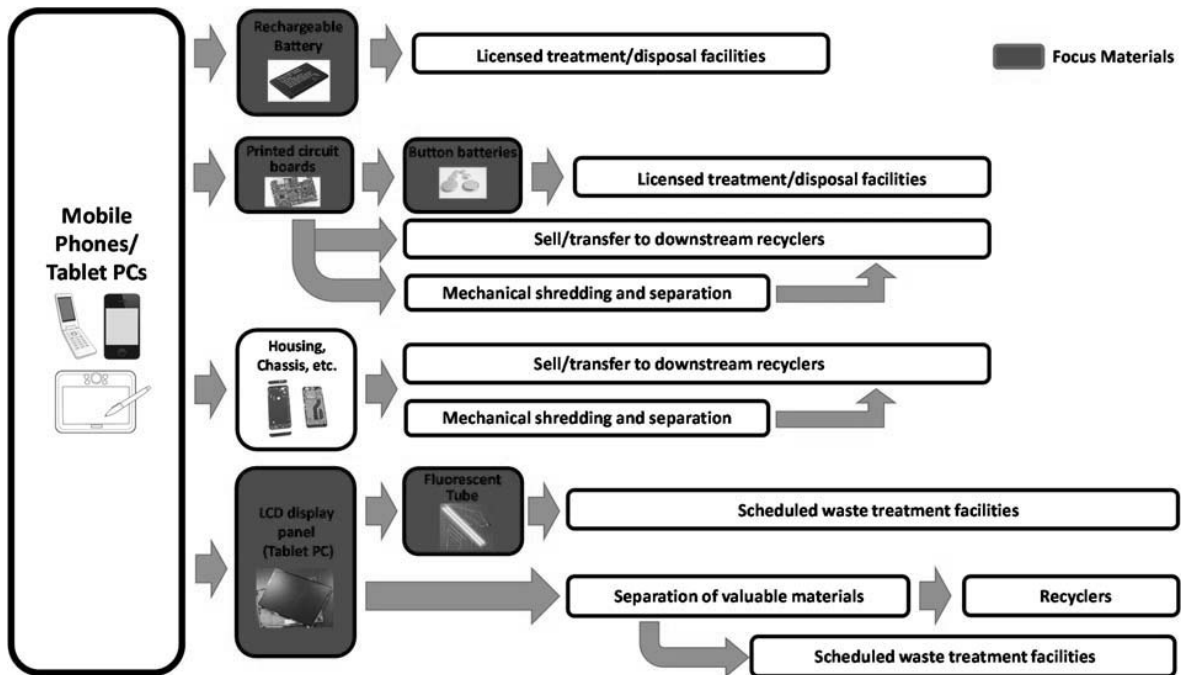 Mobile
Phones/
Tablet PCs
Rechargeable
Battery
Licensed treatment/disposal facilities
Focus Materials
Printed circuit
boards
Button batteries
Licensed treatment/disposal facilities
Sell/transfer to downstream recyclers
Mechanical shredding and separation
Housing,
Chassis, etc.
Sell/transfer to downstream recyclers
Mechanical shredding and separation
LCD display
panel
(Tablet PC)
Fluorescent
Tube
Scheduled waste treatment facilities
Separation of valuable materials
Recyclers
Scheduled waste treatment facilities